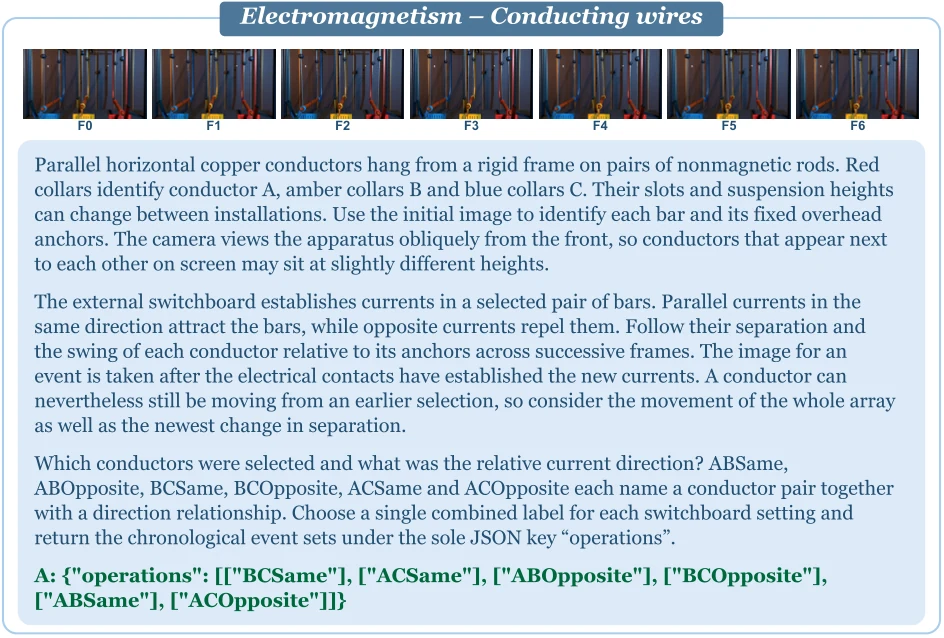 Electromagnetism – Conducting wires
F0 F1 F2 F3 F4 F5 F6
Parallel horizontal copper conductors hang from a rigid frame on pairs of nonmagnetic rods. Red
collars identify conductor A, amber collars B and blue collars C. Their slots and suspension heights
can change between installations. Use the initial image to identify each bar and its fixed overhead
anchors. The camera views the apparatus obliquely from the front, so conductors that appear next
to each other on screen may sit at slightly different heights.
The external switchboard establishes currents in a selected pair of bars. Parallel currents in the
same direction attract the bars, while opposite currents repel them. Follow their separation and
the swing of each conductor relative to its anchors across successive frames. The image for an
event is taken after the electrical contacts have established the new currents. A conductor can
nevertheless still be moving from an earlier selection, so consider the movement of the whole array
as well as the newest change in separation.
Which conductors were selected and what was the relative current direction? ABSame,
ABOpposite, BCSame, BCOpposite, ACSame and ACOpposite each name a conductor pair together
with a direction relationship. Choose a single combined label for each switchboard setting and
return the chronological event sets under the sole JSON key “operations”.
A: {"operations": [["BCSame"], ["ACSame"], ["ABOpposite"], ["BCOpposite"],
["ABSame"], ["ACOpposite"]]}